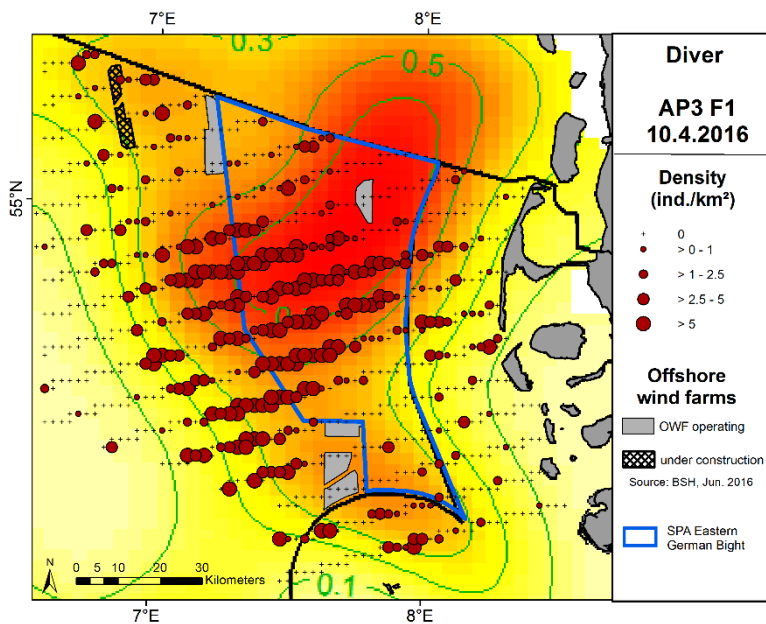 7°E 8°E
0.3
0.5
55°N
0.1
N
0 5 10 20 30
Kilometers
7°E 8°E
Diver
AP3 F1
10.4.2016
Density
(ind./km²)
0
> 0 - 1
> 1 - 2.5
> 2.5 - 5
> 5
Offshore
wind farms
OWF operating
under construction
Source: BSH, Jun. 2016
SPA Eastern
German Bight